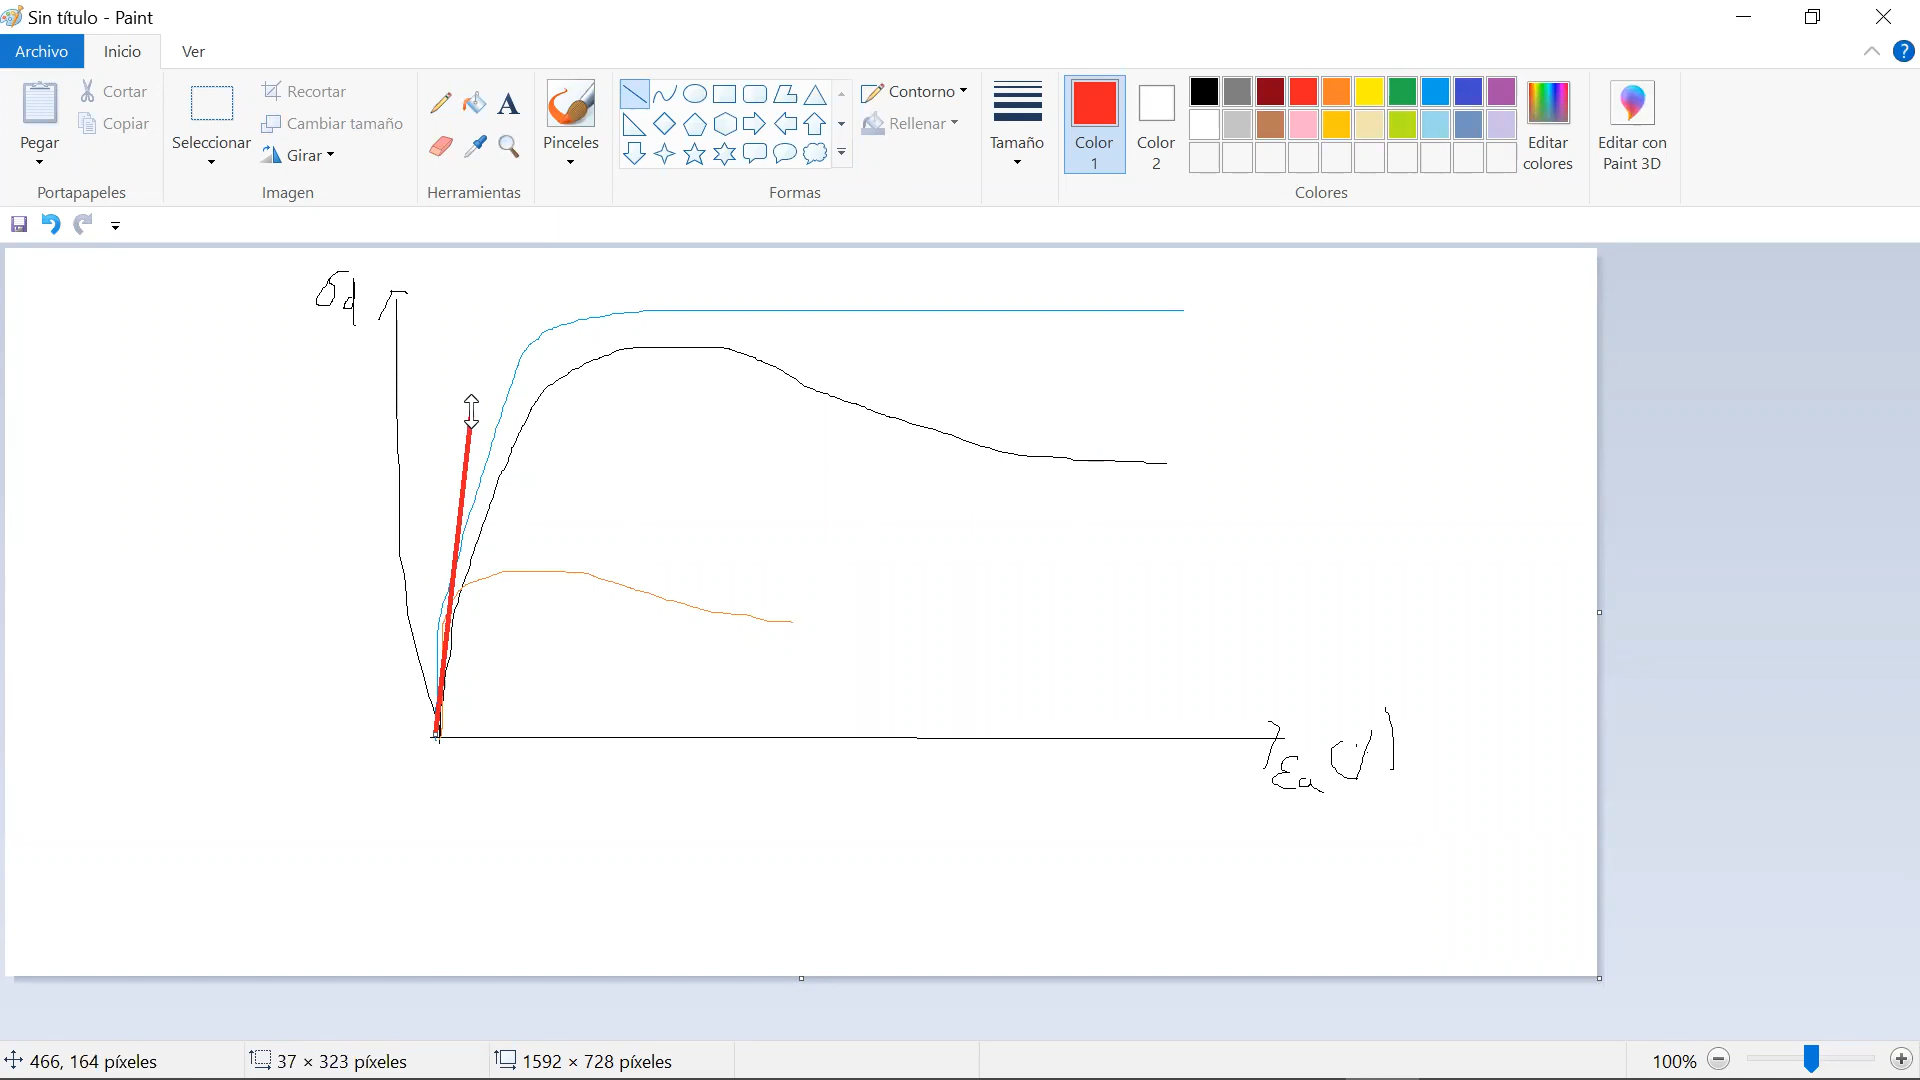 Sin título - Paint
Archivo Inicio Ver
Pegar
Cortar
Copiar
Portapapeles
Seleccionar
Recortar
Cambiar tamaño
Girar
Imagen
A
Herramientas
Pinceles
Formas
Contorno
Rellenar
Tamaño
Color
1
Color
2
Colores
Editar
colores
Editar con
Paint 3D
?
σd
εa (%)
466, 164 píxeles
37 × 323 píxeles
1592 × 728 píxeles
100%